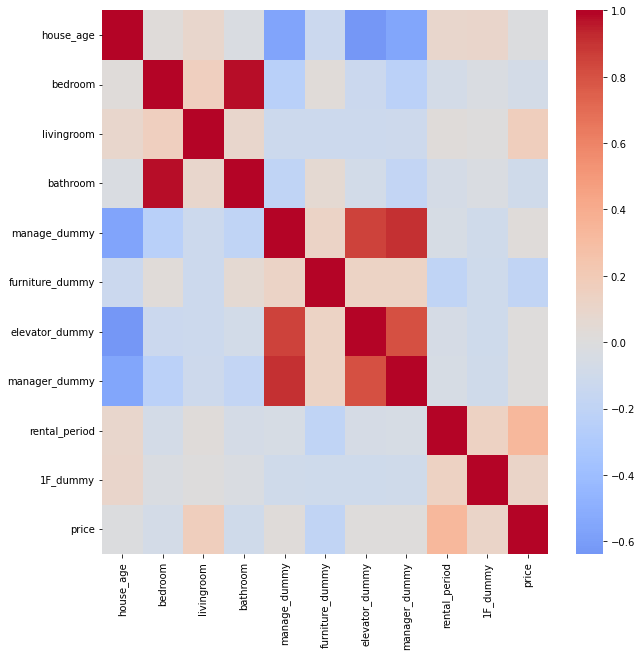 house_age
bedroom
livingroom
bathroom
manage_dummy
furniture_dummy
elevator_dummy
manager_dummy
rental_period
1F_dummy
price
house_age
bedroom
livingroom
bathroom
manage_dummy
furniture_dummy
elevator_dummy
manager_dummy
rental_period
1F_dummy
price
1.0
0.8
0.6
0.4
0.2
0.0
−0.2
−0.4
−0.6